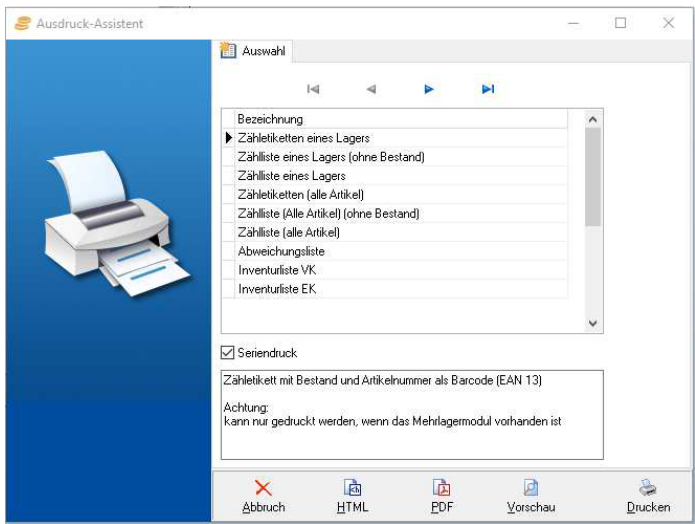 Ausdruck-Assistent
Auswahl
Bezeichnung
Zähletiketten eines Lagers
Zählliste eines Lagers (ohne Bestand)
Zählliste eines Lagers
Zähletiketten (alle Artikel)
Zählliste (Alle Artikel) (ohne Bestand)
Zählliste (alle Artikel)
Abweichungsliste
Inventurliste VK
Inventurliste EK
Seriendruck
Zähletikett mit Bestand und Artikelnummer als Barcode (EAN 13)
Achtung:
kann nur gedruckt werden, wenn das Mehrlagermodul vorhanden ist
Abbruch HTML PDF Vorschau Drucken